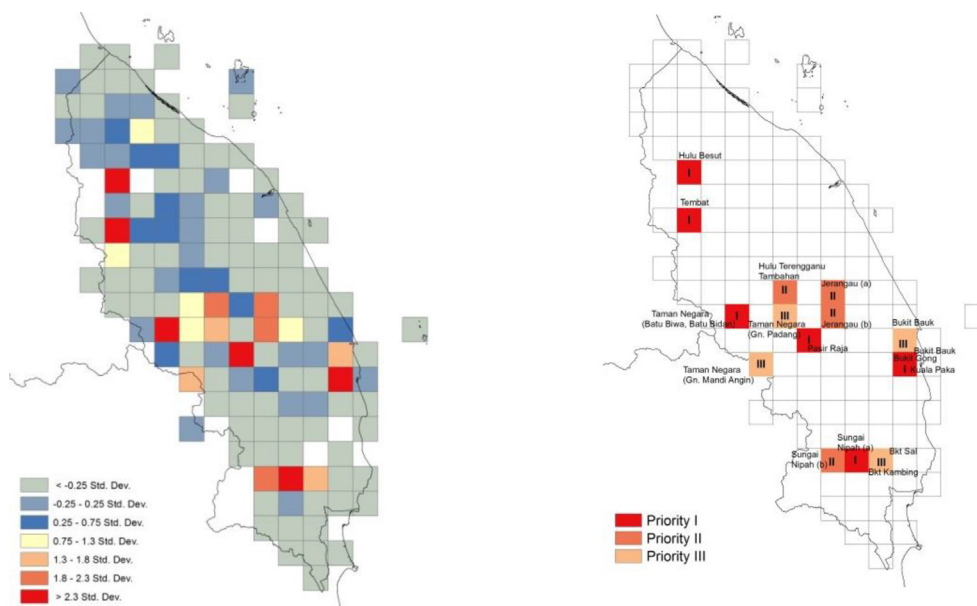 < -0.25 Std. Dev.
-0.25 - 0.25 Std. Dev.
0.25 - 0.75 Std. Dev.
0.75 - 1.3 Std. Dev.
1.3 - 1.8 Std. Dev.
1.8 - 2.3 Std. Dev.
> 2.3 Std. Dev.
Hulu Besut
I
Tembat
I
Hulu Terengganu
Tambahan
II
Jerangau (a)
II
Taman Negara
(Batu Biwa, Batu Bidan)
I
III
Taman Negara
(Gn. Padang)
II
Jerangau (b)
I
Pasir Raja
Bukit Bauk
III
Bukit Bauk
Bukit Gong
I
Kuala Paka
Taman Negara
(Gn. Mandi Angin)
III
Sungai
Nipah (a)
I
Sungai
Nipah (b)
II
Bkt Sal
III
Bkt Kambing
Priority I
Priority II
Priority III